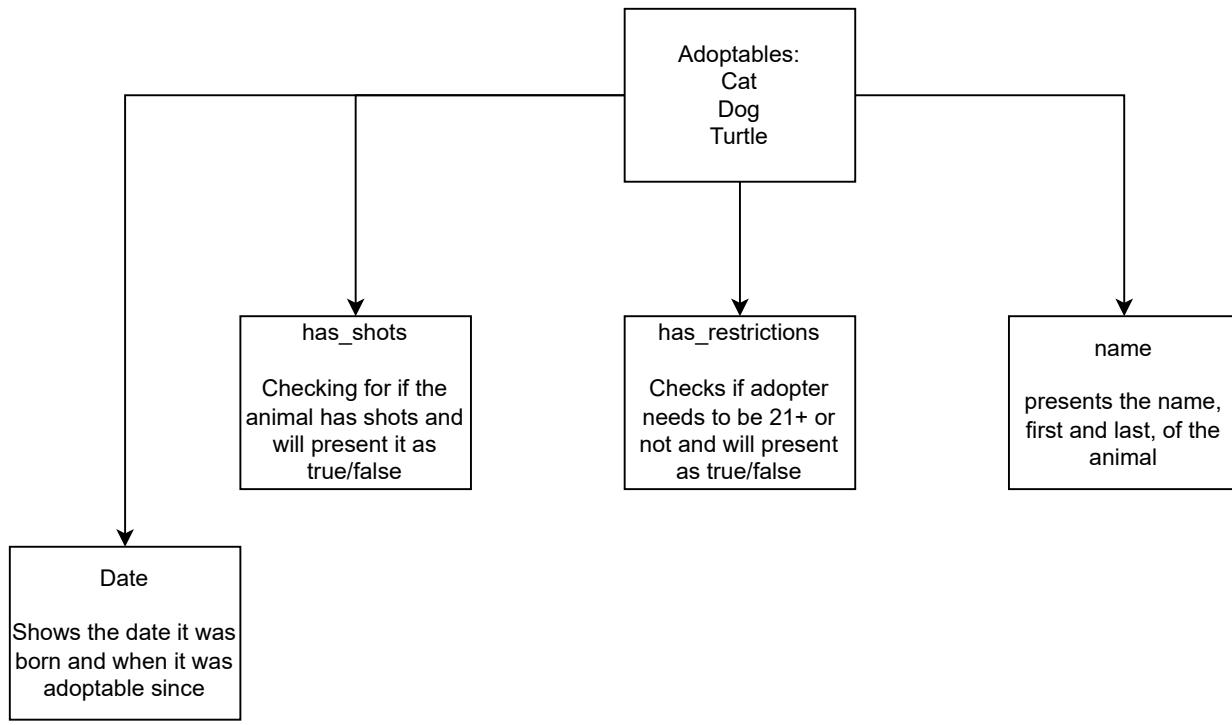 Adoptables:
Cat
Dog
Turtle
has_shots
Checking for if the
animal has shots and
will present it as
true/false
has_restrictions
Checks if adopter
needs to be 21+ or
not and will present
as true/false
name
presents the name,
first and last, of the
animal
Date
Shows the date it was
born and when it was
adoptable since